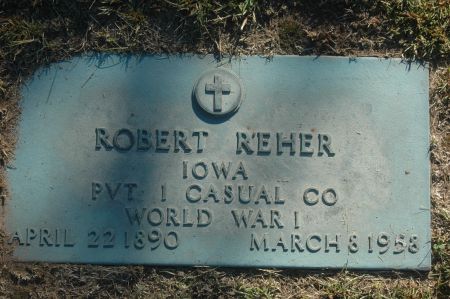 ROBERT REHER
IOWA
PVT 1 CASUAL CO
WORLD WAR I
APRIL 22 1890 MARCH 8 1958